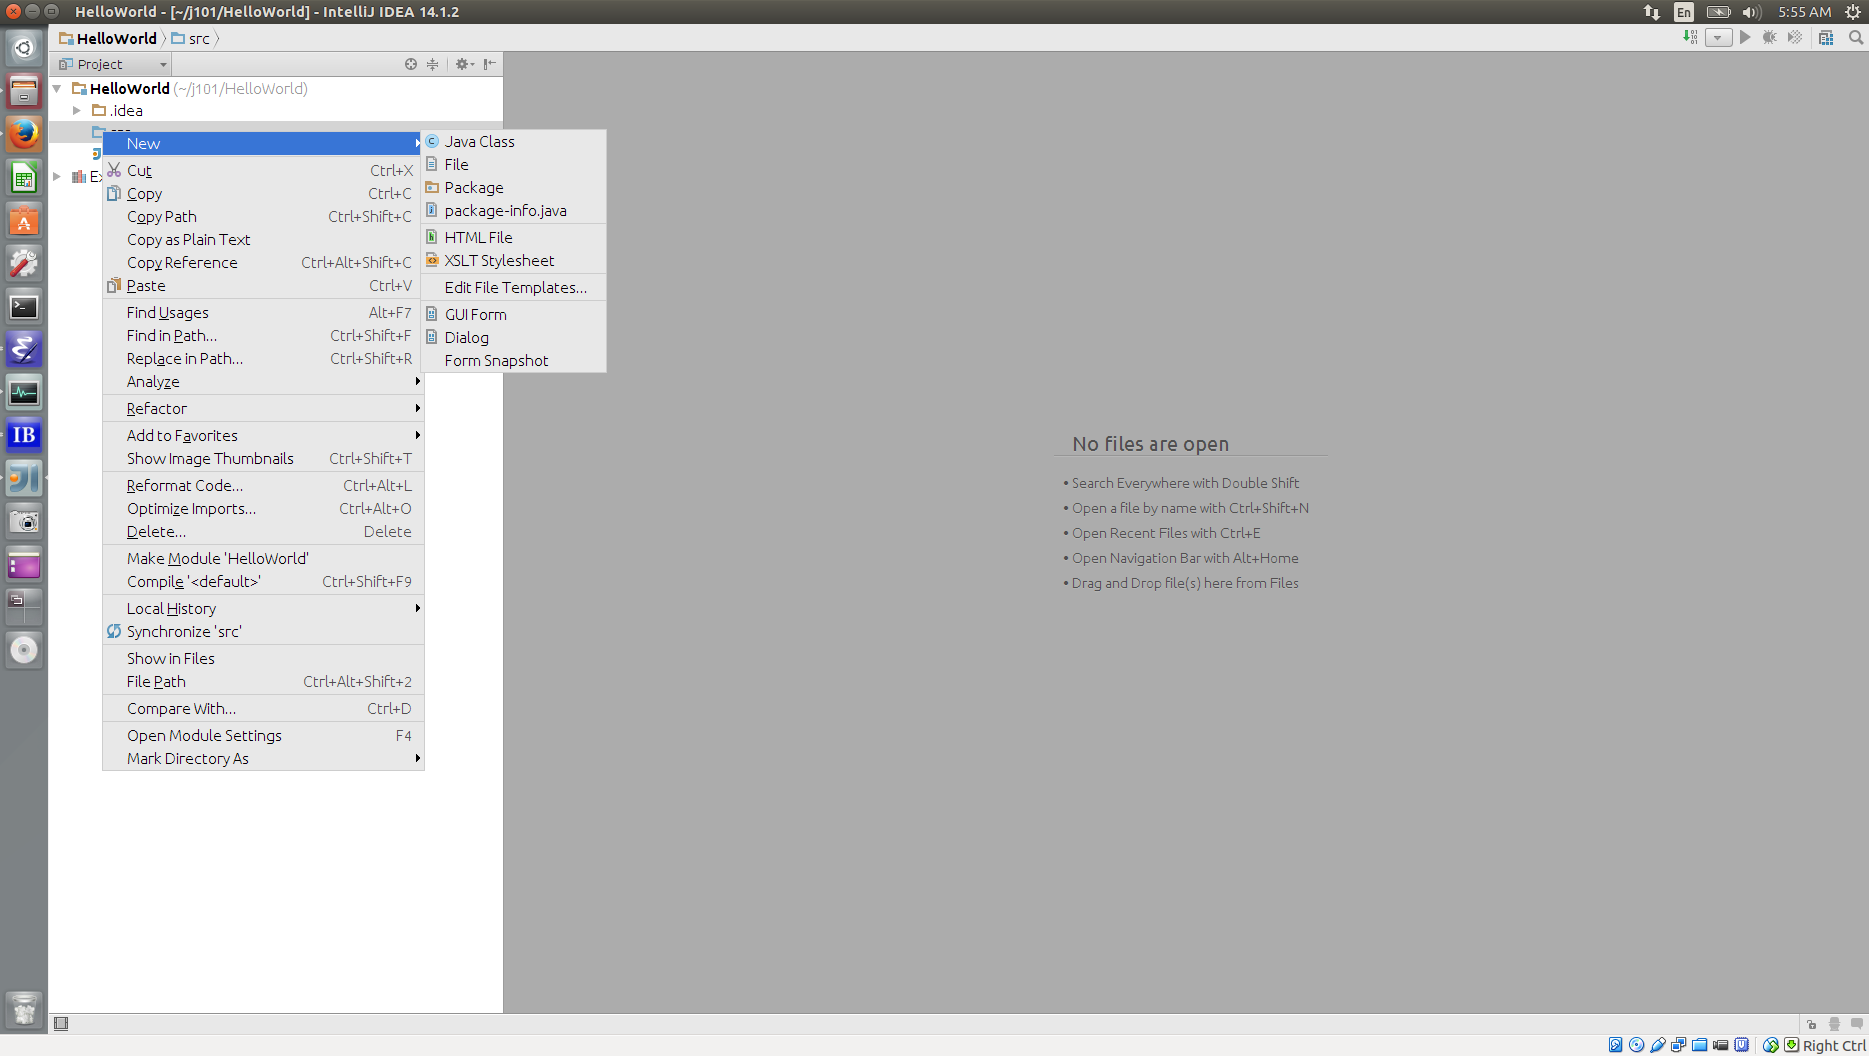 HelloWorld - [~/j101/HelloWorld] - IntelliJ IDEA 14.1.2
En
5:55 AM
HelloWorld
src
Project
HelloWorld (~/j101/HelloWorld)
.idea
New
Cut Ctrl+X
Copy Ctrl+C
Copy Path Ctrl+Shift+C
Copy as Plain Text
Copy Reference Ctrl+Alt+Shift+C
Paste Ctrl+V
Find Usages Alt+F7
Find in Path... Ctrl+Shift+F
Replace in Path... Ctrl+Shift+R
Analyze
Refactor
Add to Favorites
Show Image Thumbnails Ctrl+Shift+T
Reformat Code... Ctrl+Alt+L
Optimize Imports... Ctrl+Alt+O
Delete... Delete
Make Module 'HelloWorld'
Compile '<default>' Ctrl+Shift+F9
Local History
Synchronize 'src'
Show in Files
File Path Ctrl+Alt+Shift+2
Compare With... Ctrl+D
Open Module Settings F4
Mark Directory As
Java Class
File
Package
package-info.java
HTML File
XSLT Stylesheet
Edit File Templates...
GUI Form
Dialog
Form Snapshot
No files are open
• Search Everywhere with Double Shift
• Open a file by name with Ctrl+Shift+N
• Open Recent Files with Ctrl+E
• Open Navigation Bar with Alt+Home
• Drag and Drop file(s) here from Files
IB
Right Ctrl